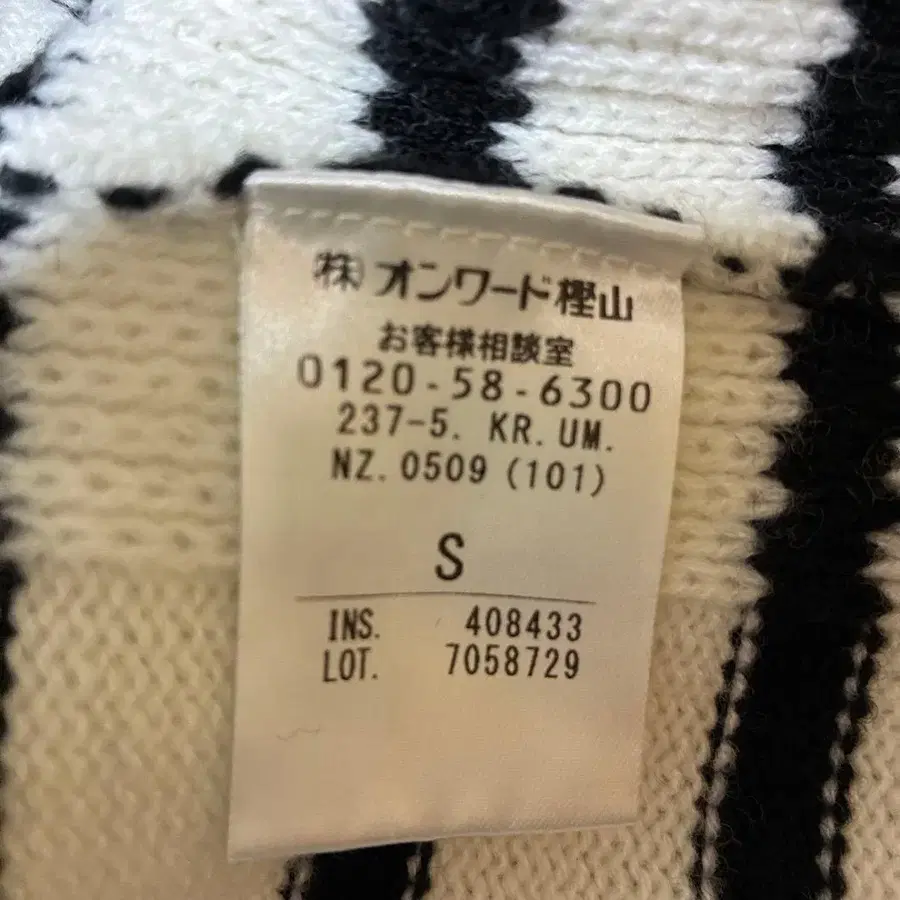 ㈱オンワード樫山
お客様相談室
0120-58-6300
237-5. KR. UM.
NZ. 0509 (101)
S
INS. 408433
LOT. 7058729